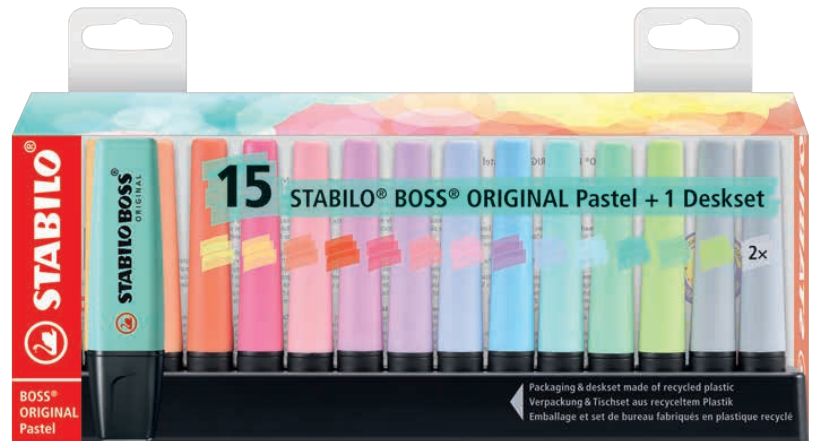 STABILO®
BOSS®
ORIGINAL
Pastel
STABILO BOSS®
ORIGINAL
15 STABILO® BOSS® ORIGINAL Pastel + 1 Deskset
2×
Packaging & deskset made of recycled plastic
Verpackung & Tischset aus recyceltem Plastik
Emballage et set de bureau fabriqués en plastique recyclé